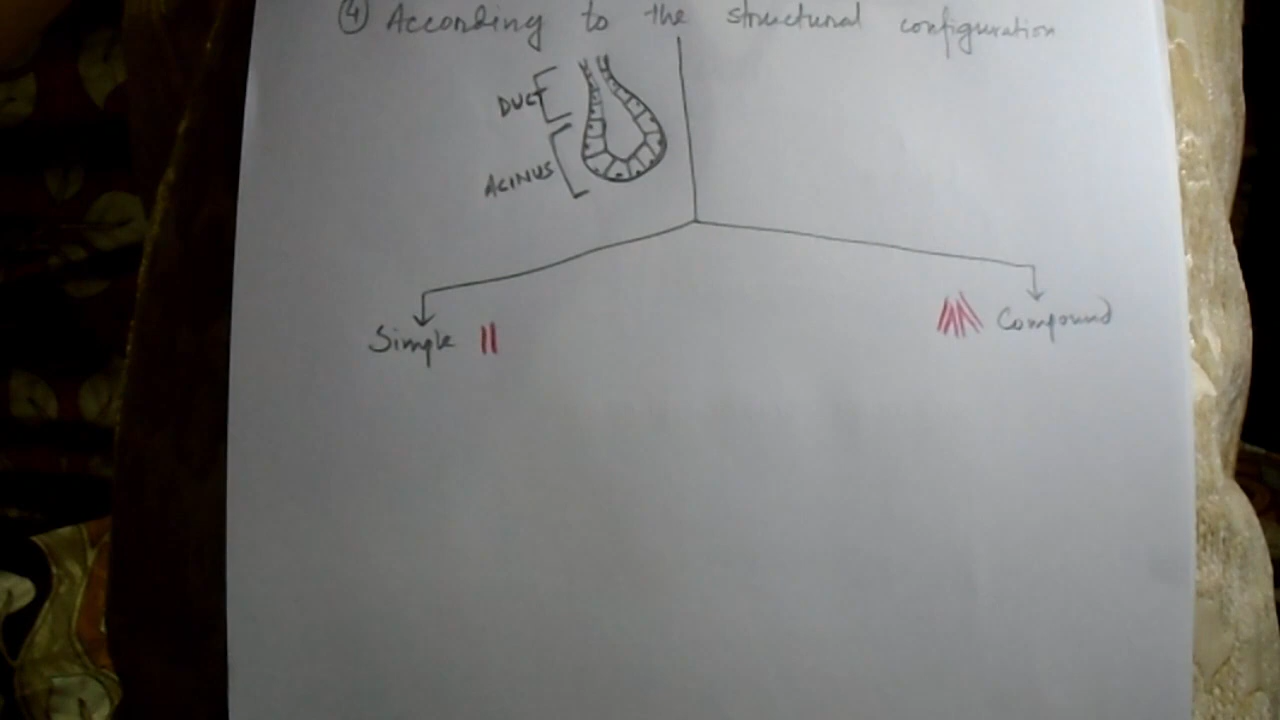 ④ According to the structural configuration
DUCT
ACINUS
Simple
Compound